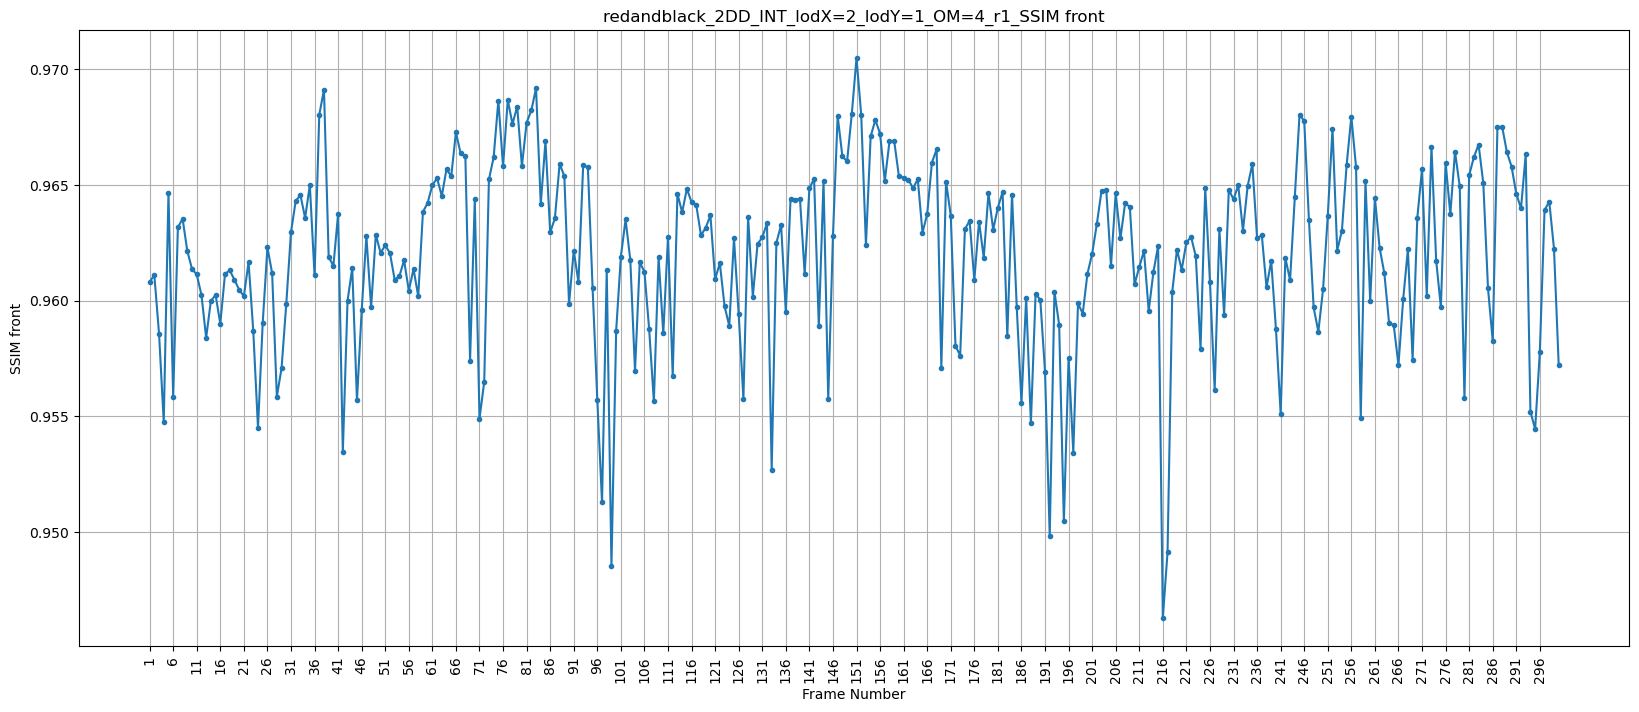 redandblack_2DD_INT_lodX=2_lodY=1_OM=4_r1_SSIM front
SSIM front
0.970
0.965
0.960
0.955
0.950
1 6 11 16 21 26 31 36 41 46 51 56 61 66 71 76 81 86 91 96 101 106 111 116 121 126 131 136 141 146 151 156 161 166 171 176 181 186 191 196 201 206 211 216 221 226 231 236 241 246 251 256 261 266 271 276 281 286 291 296
Frame Number